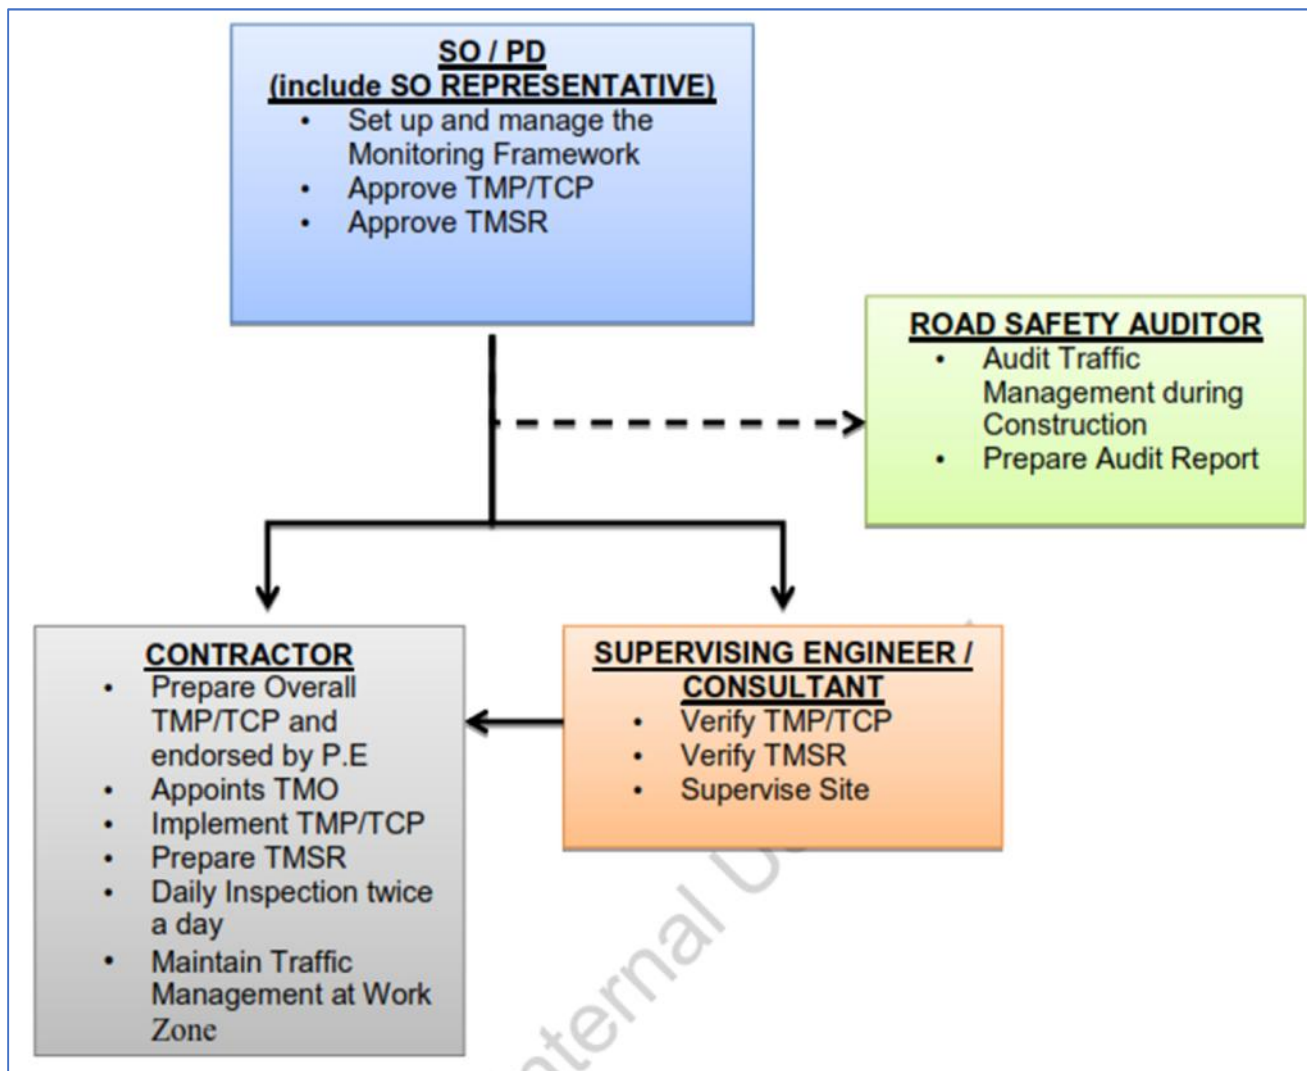 SO / PD
(include SO REPRESENTATIVE)
• Set up and manage the
Monitoring Framework
• Approve TMP/TCP
• Approve TMSR
ROAD SAFETY AUDITOR
• Audit Traffic
Management during
Construction
• Prepare Audit Report
CONTRACTOR
• Prepare Overall
TMP/TCP and
endorsed by P.E
• Appoints TMO
• Implement TMP/TCP
• Prepare TMSR
• Daily Inspection twice
a day
• Maintain Traffic
Management at Work
Zone
SUPERVISING ENGINEER /
CONSULTANT
• Verify TMP/TCP
• Verify TMSR
• Supervise Site